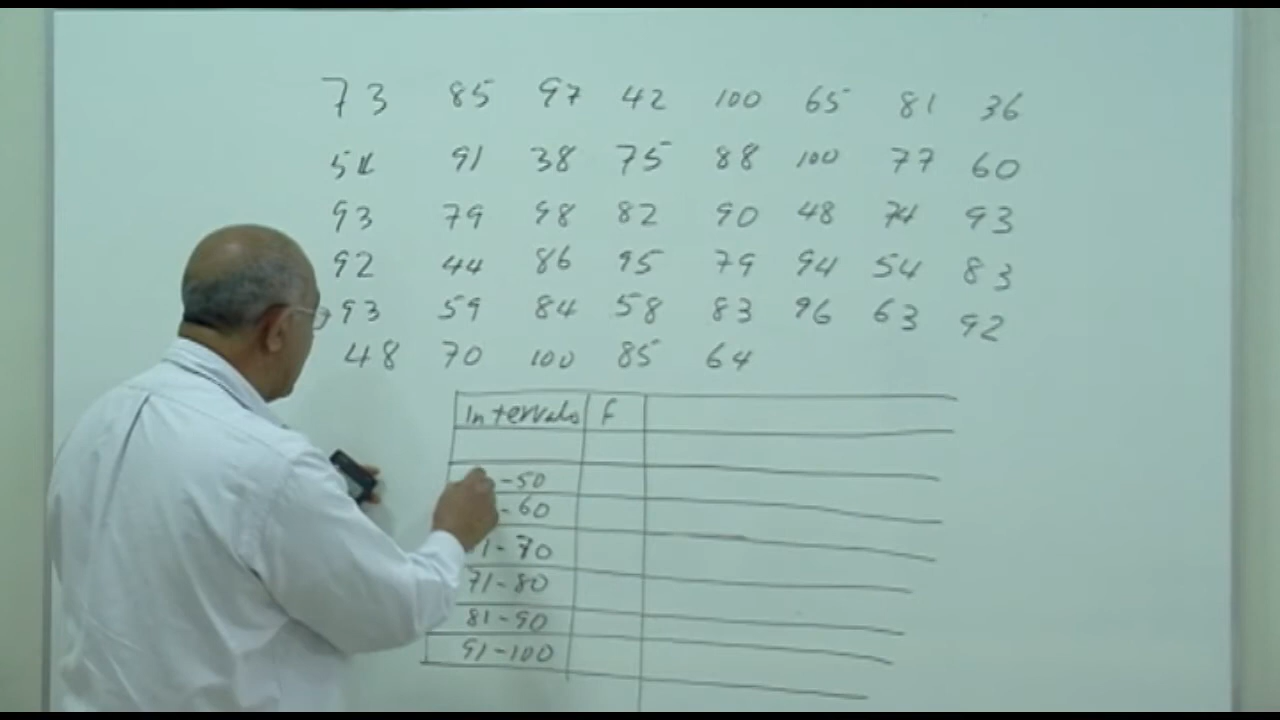 73 85 97 42 100 65 81 36
91 38 75 88 100 77 60
93 79 98 82 90 48 74 93
92 44 86 95 79 94 54 83
93 59 84 58 83 96 63 92
48 70 100 85 64
Intervals f
-50
-60
1-70
71-80
81-90
91-100